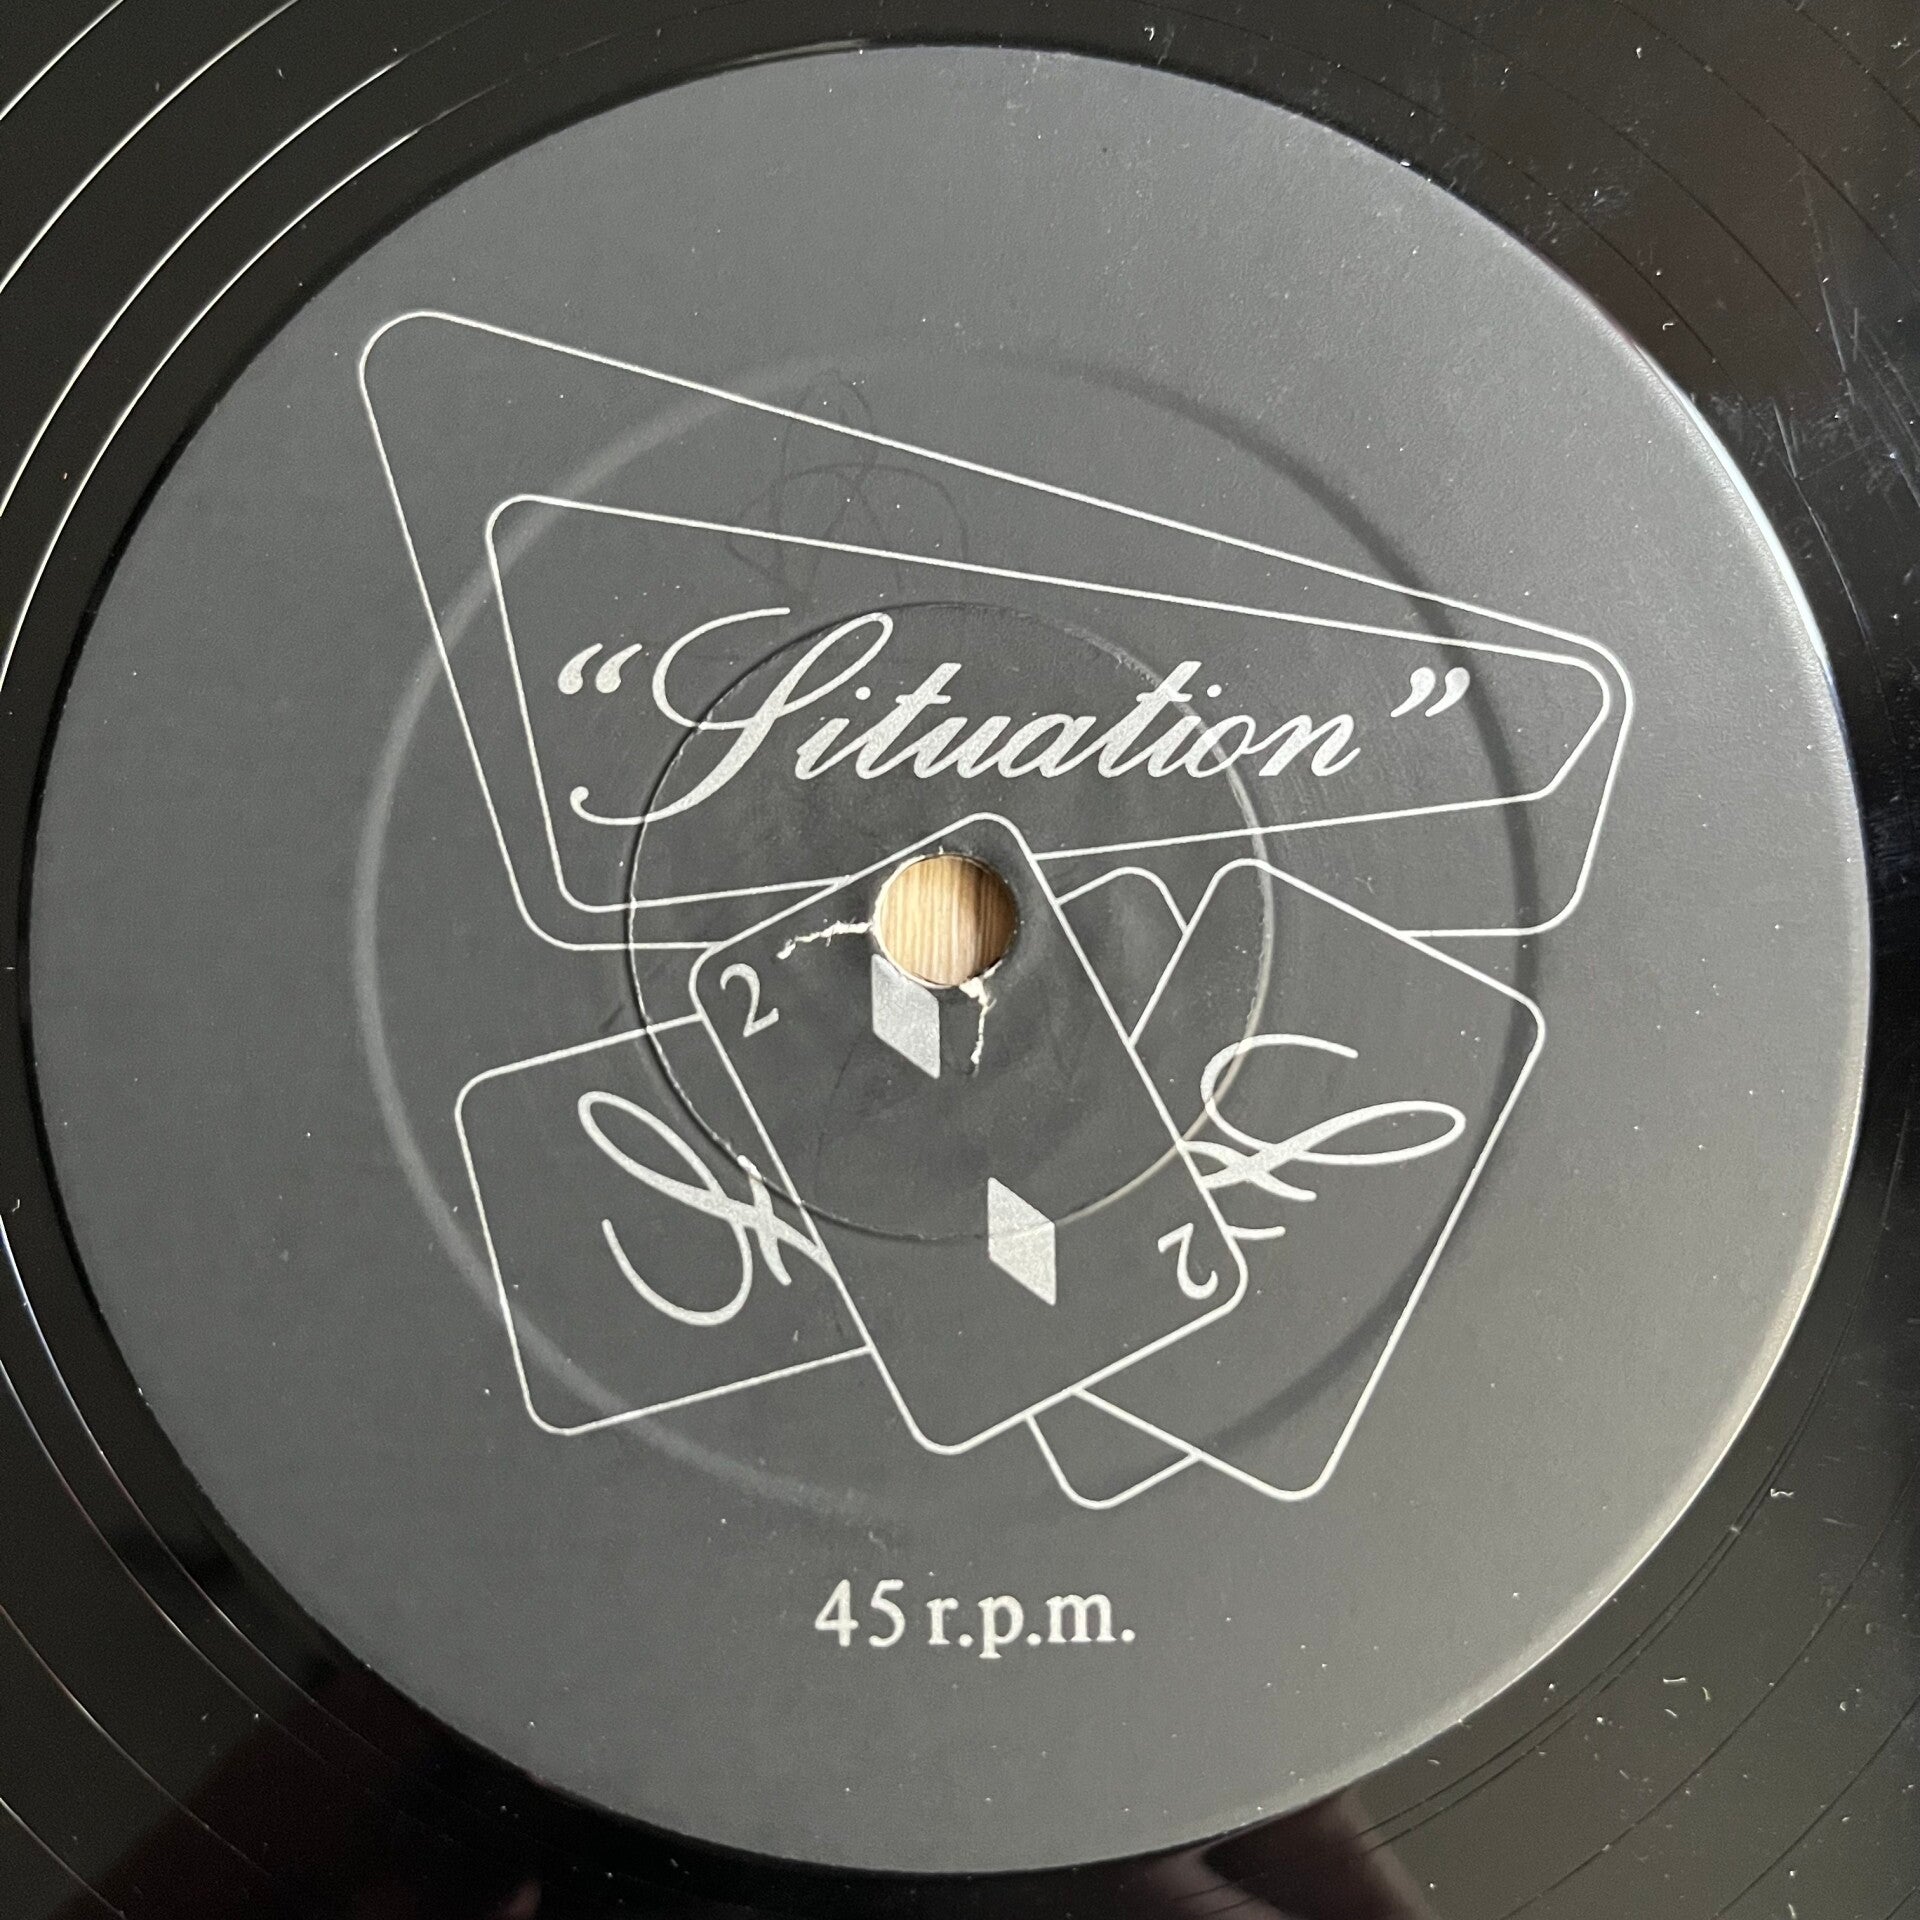 “Situation”
2
2
45 r.p.m.